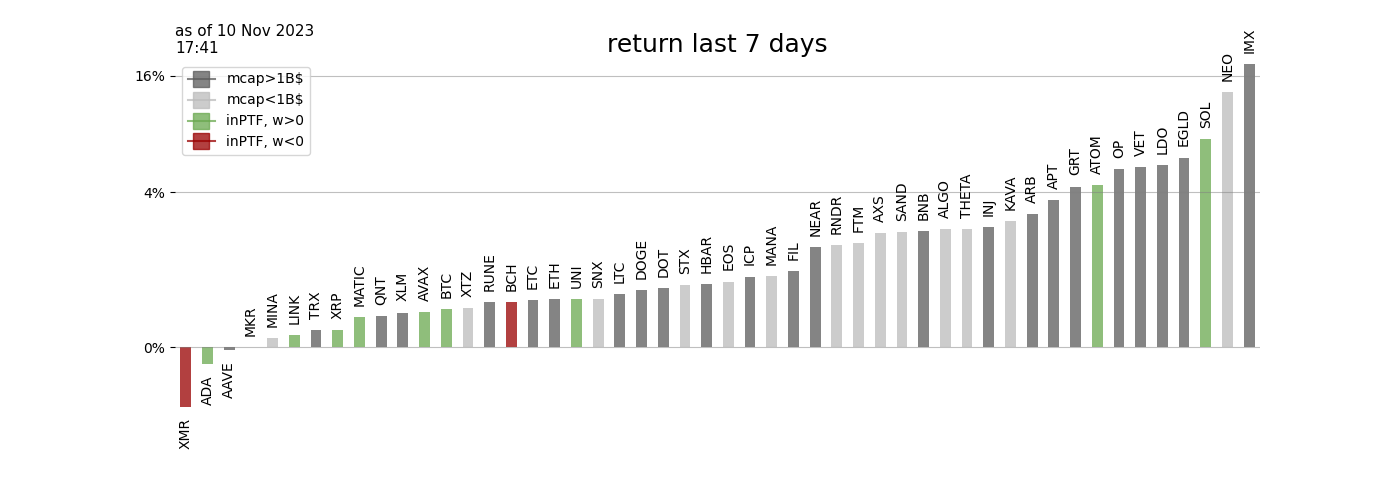 as of 10 Nov 2023
17:41
return last 7 days
mcap>1B$
mcap<1B$
inPTF, w>0
inPTF, w<0
16%
4%
0%
XMR
ADA
AAVE
MKR
MINA
LINK
TRX
XRP
MATIC
QNT
XLM
AVAX
BTC
XTZ
RUNE
BCH
ETC
ETH
UNI
SNX
LTC
DOGE
DOT
STX
HBAR
EOS
ICP
MANA
FIL
NEAR
RNDR
FTM
AXS
SAND
BNB
ALGO
THETA
INJ
KAVA
ARB
APT
GRT
ATOM
OP
VET
LDO
EGLD
SOL
NEO
IMX